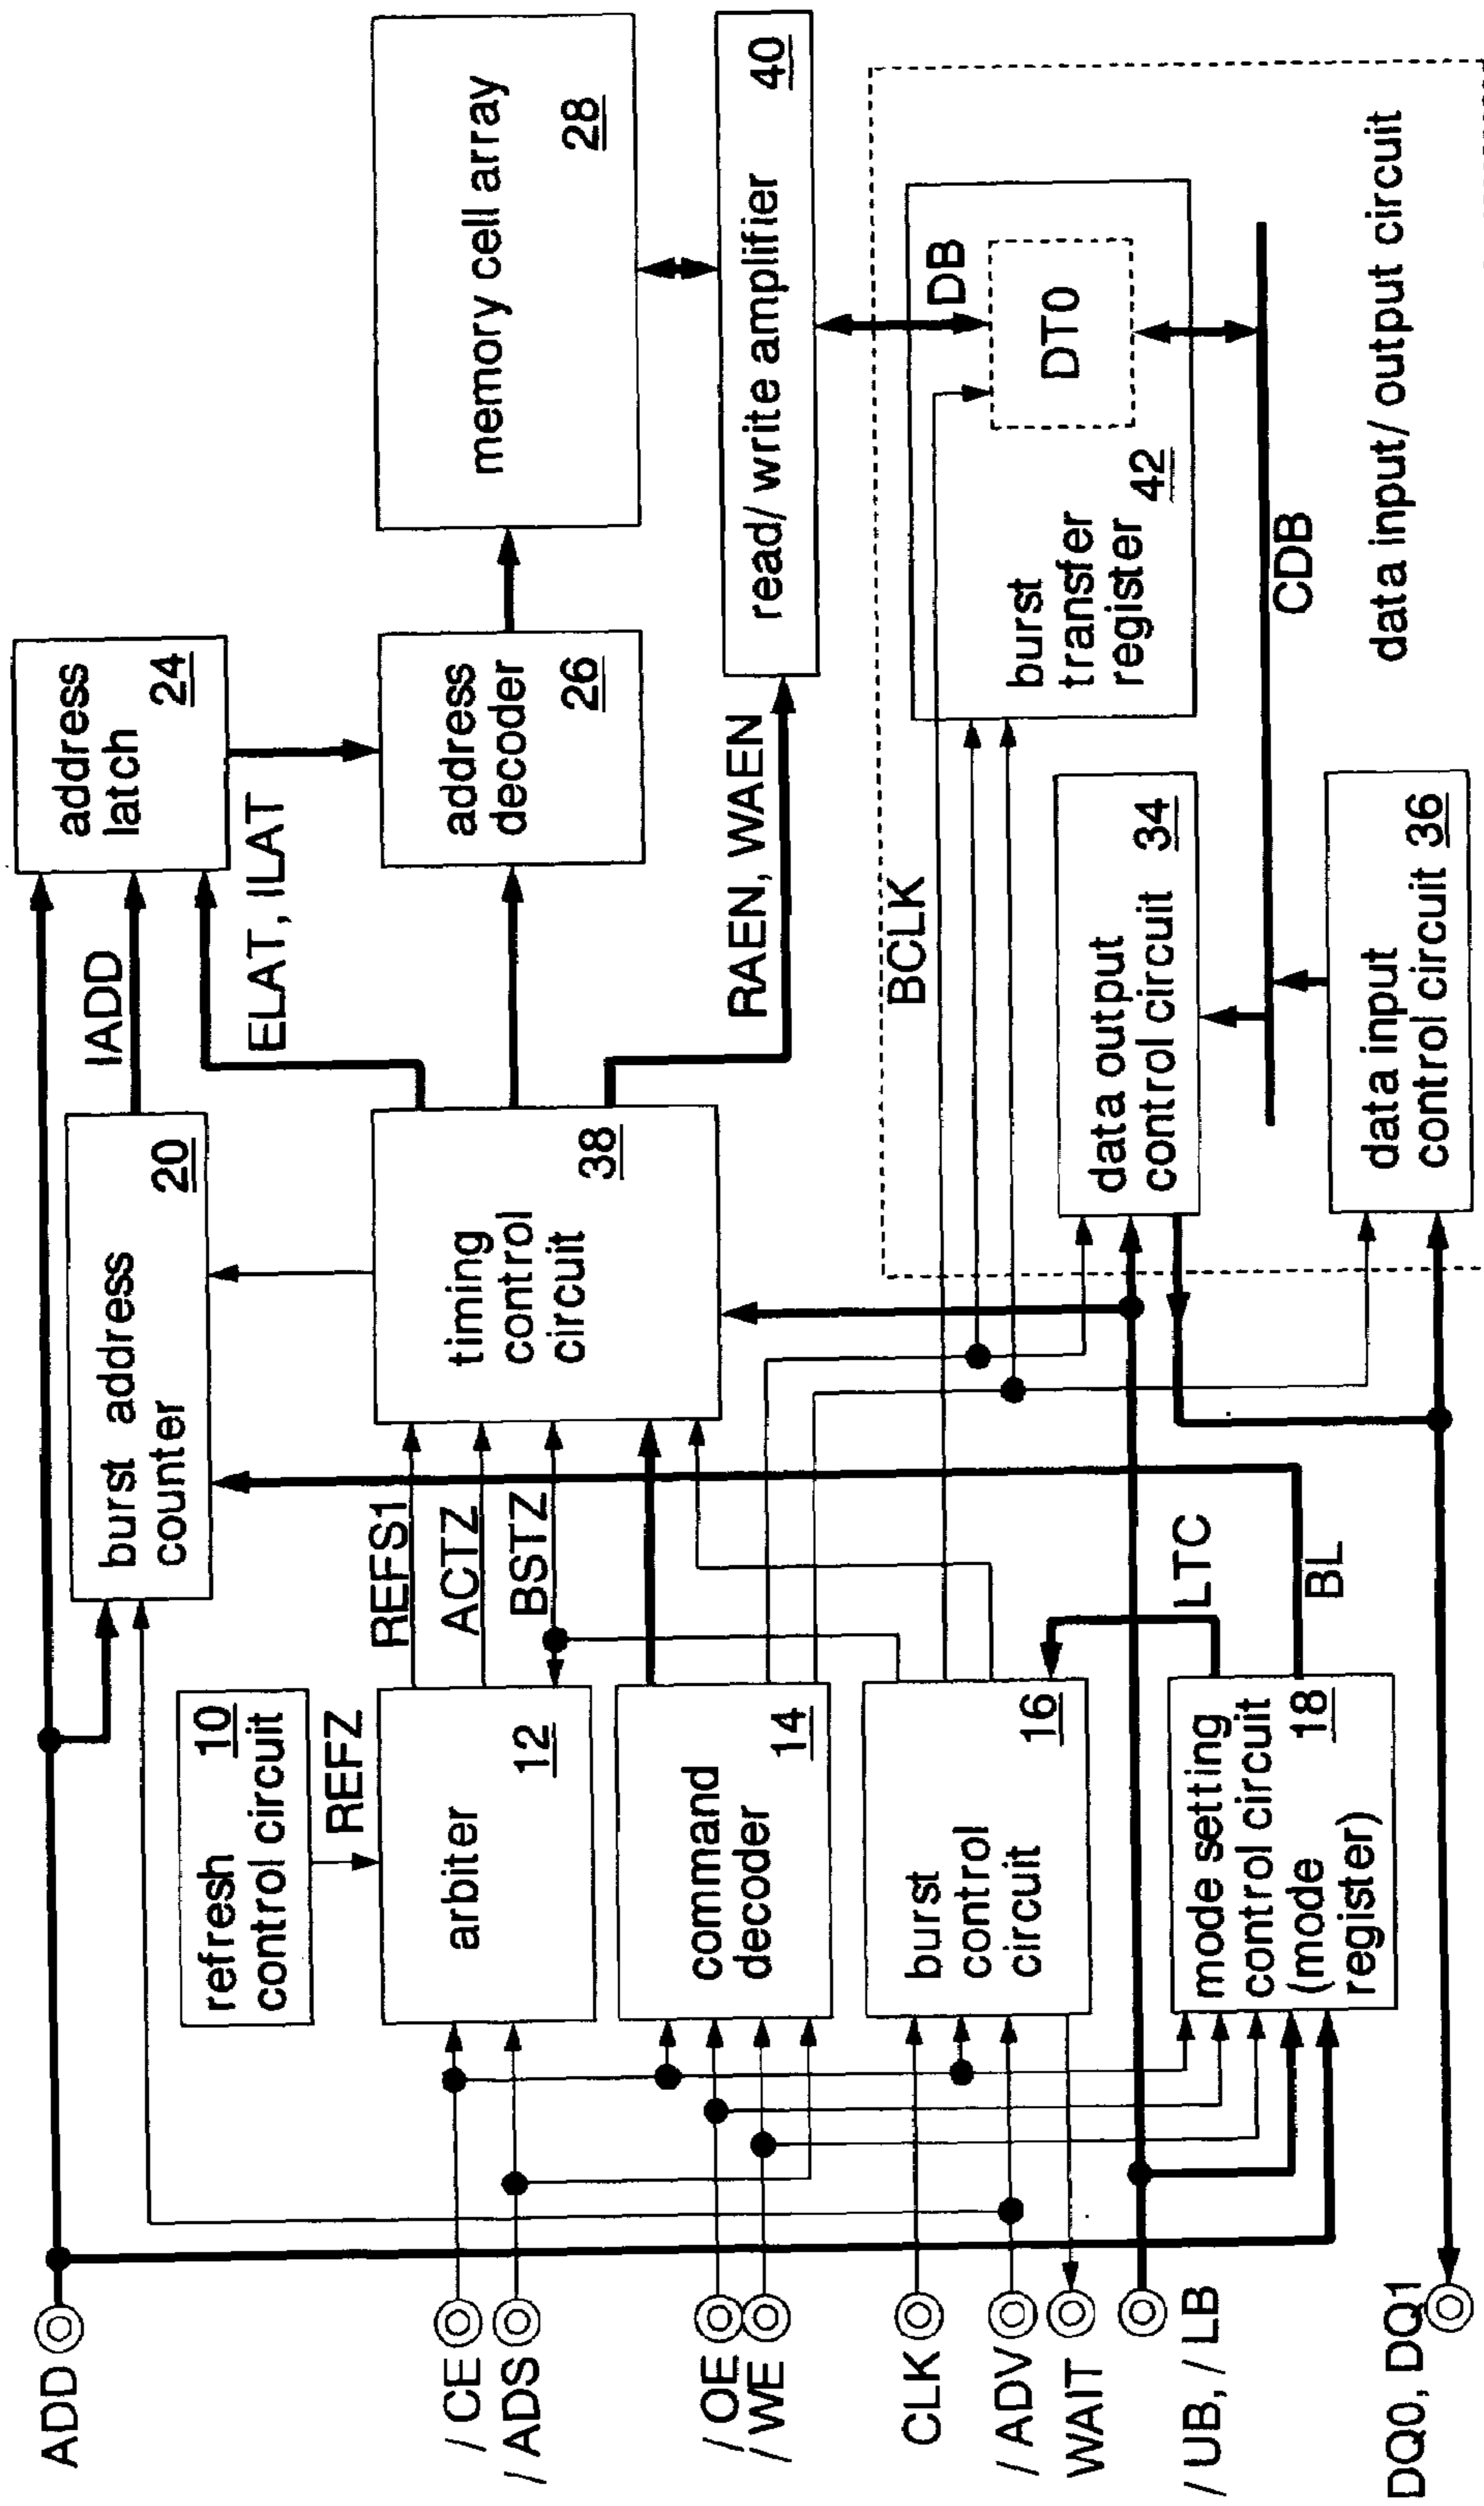 ADD
/ CE
/ ADS
/ OE
/ WE
CLK
/ ADV
WAIT
/ UB, / LB
DQ0, DQ1
refresh 10
control circuit
REFZ
arbiter
12
command
decoder
14
burst
control
circuit
16
mode setting
control circuit
(mode 18
register)
REFS1
ACTZ
BSTZ
LTC
BL
burst address
counter
20
timing
control
circuit
38
IADD
ELAT, ILAT
RAEN, WAEN
BCLK
data output
control circuit 34
data input
control circuit 36
address
latch 24
address
decoder
26
memory cell array
28
read/ write amplifier 40
burst
transfer
register 42
DB
DT0
CDB
data input/ output circuit